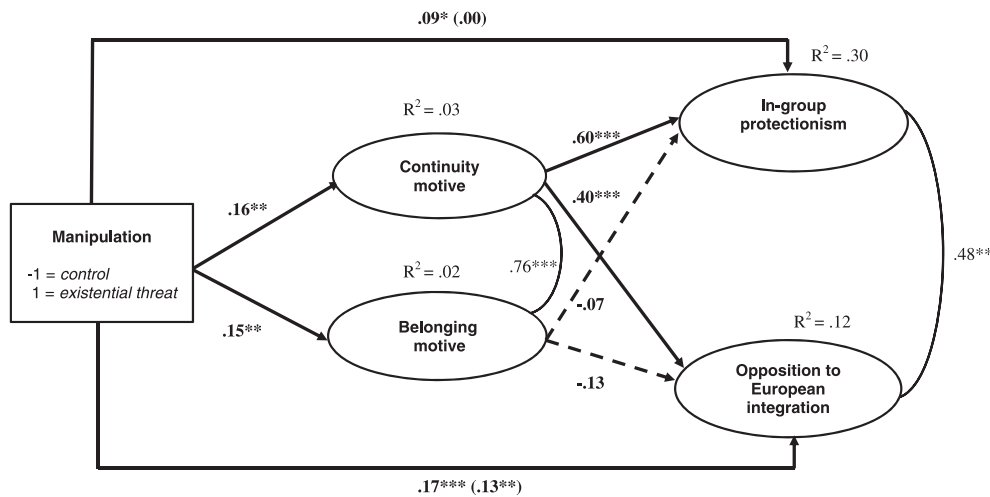 .09* (.00)
R² = .30
In-group
protectionism
R² = .03
Continuity
motive
.60***
.40***
.16**
Manipulation
-1 = control
1 = existential threat
.76***
.48**
R² = .02
.15**
Belonging
motive
-.07
-.13
R² = .12
Opposition to
European
integration
.17*** (.13**)